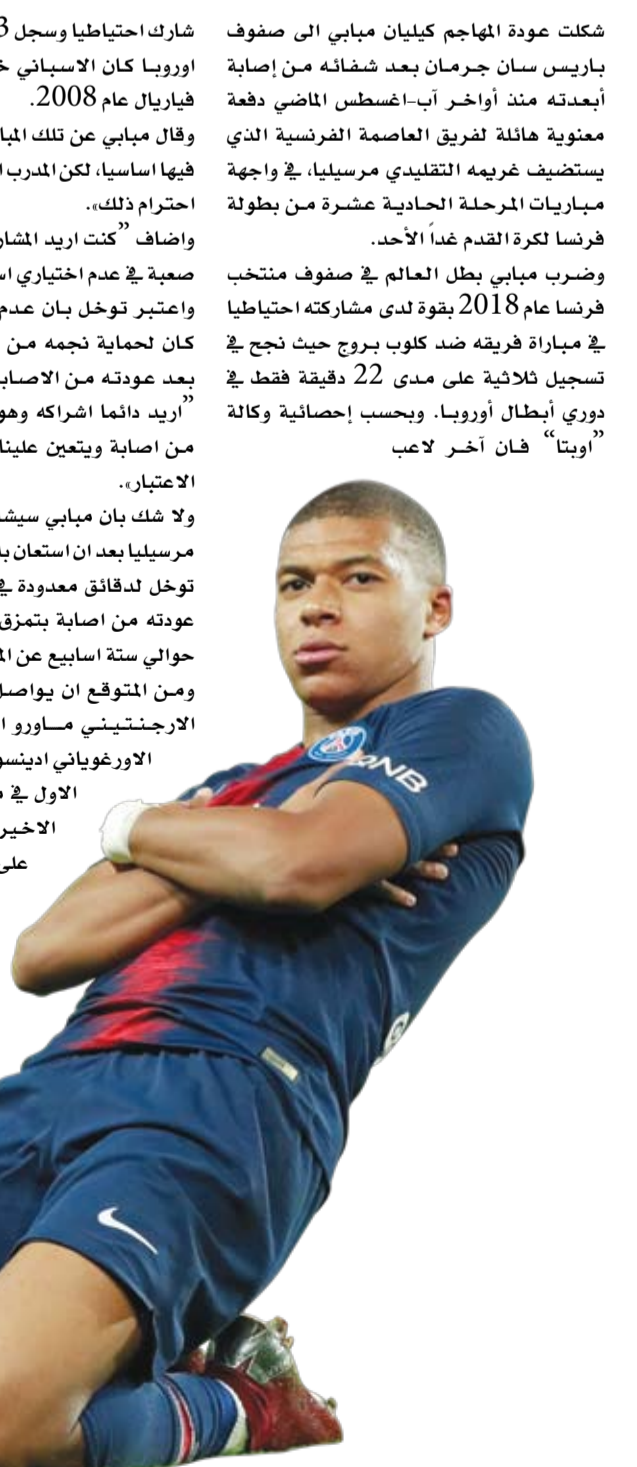 شكلت عودة المهاجم كيليان مبابي الى صفوف
باريس سان جرمان بعد شفائه من إصابة
أبعدته منذ أواخر آب-اغسطس الماضي دفعة
معنوية هائلة لفريق العاصمة الفرنسية الذي
يستضيف غريمه التقليدي مرسيليا، في واجهة
مباريات المرحلة الحادية عشرة من بطولة
فرنسا لكرة القدم غداً الأحد.
وضرب مبابي بطل العالم في صفوف منتخب
فرنسا عام 2018 بقوة لدى مشاركته احتياطيا
في مباراة فريقه ضد كلوب بروج حيث نجح في
تسجيل ثلاثية على مدى 22 دقيقة فقط في
دوري أبطال أوروبا. وبحسب إحصائية وكالة
”اوبتا“ فان آخر لاعب
شارك احتياطيا وسجل 3
اوروبا كان الاسباني
فياريال عام 2008.
وقال مبابي عن تلك
فيها اساسيا، لكن المدرب
احترام ذلك».
واضاف ”كنت اريد
صعبة في عدم اختياري
واعتبر توخل بان عدم
كان لحماية نجمه من
بعد عودته من
”اريد دائما اشراكه وهو
من اصابة ويتعين علينا
الاعتبار».
ولا شك بان مبابي
مرسيليا بعد ان استعان
توخل لدقائق معدودة في
عودته من اصابة بتمزق
حوالي ستة اسابيع عن
ومن المتوقع ان يواصل
الارجنتيني ماورو
الاورغوياني
الاول في
الاخير
على
QNB